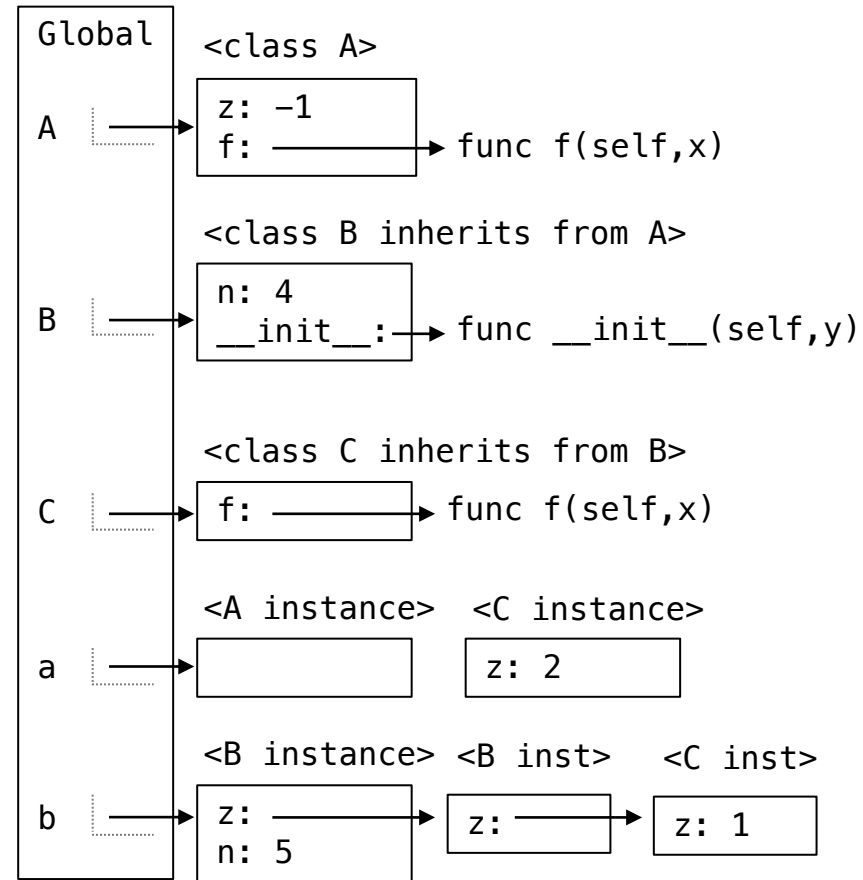 Global
<class A>
A
z: –1
f:
func f(self,x)
<class B inherits from A>
B
n: 4
__init__:
func __init__(self,y)
<class C inherits from B>
C
f:
func f(self,x)
<A instance> <C instance>
a
z: 2
<B instance> <B inst> <C inst>
b
z:
n: 5
z:
z: 1